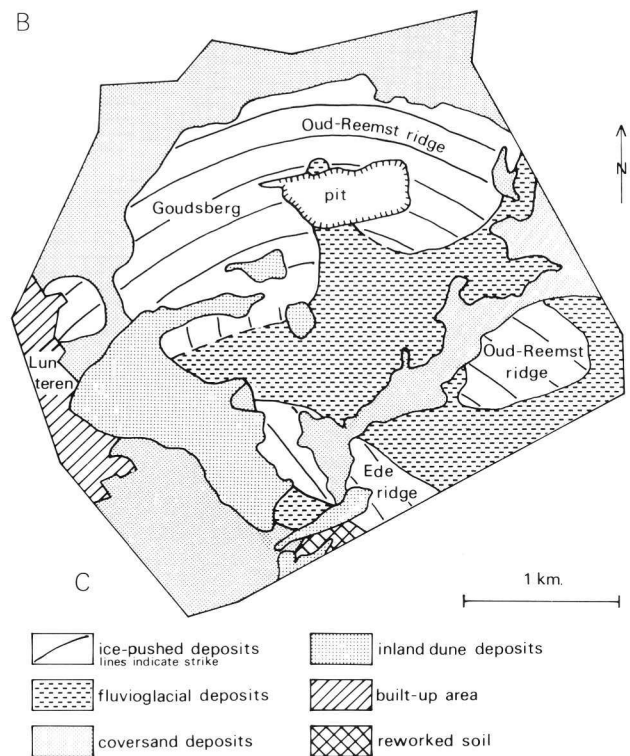 B
Oud-Reemst ridge
N
pit
Goudsberg
Lun
teren
Oud-Reemst
ridge
Ede
ridge
C
1 km.
ice-pushed deposits
lines indicate strike
fluvioglacial deposits
coversand deposits
inland dune deposits
built-up area
reworked soil